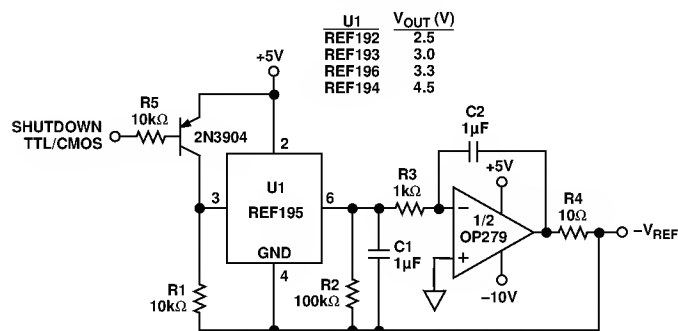 U1 VOUT (V)
REF192 2.5
REF193 3.0
REF196 3.3
REF194 4.5
+5V
R5
10kΩ
SHUTDOWN
TTL/CMOS
2N3904
2
U1
REF195
3
6
GND
4
R1
10kΩ
R2
100kΩ
C1
1µF
R3
1kΩ
C2
1µF
+5V
−
1/2
OP279
+
−10V
R4
10Ω
−VREF